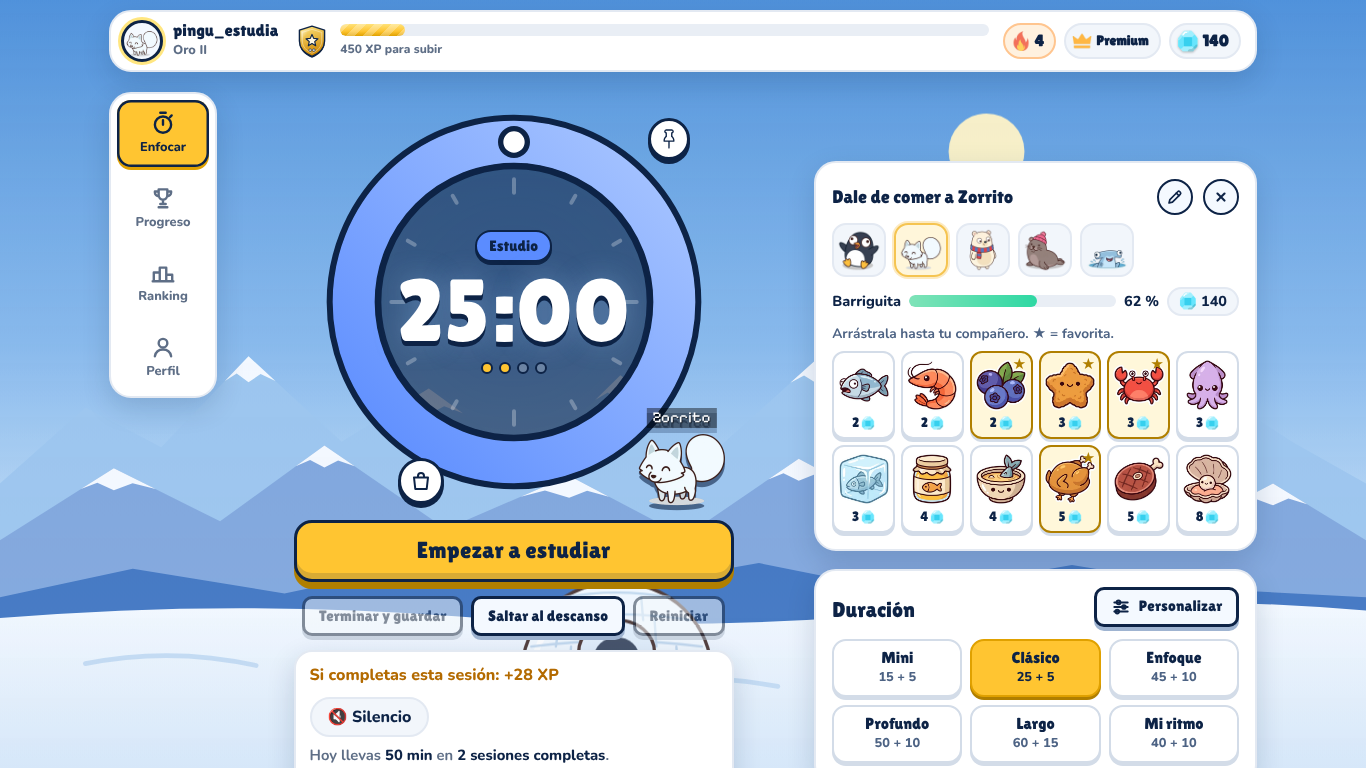 pingu_estudia
Oro II
450 XP para subir
4
Premium
140
Enfocar
Progreso
Ranking
Perfil
Estudio
25:00
Zorrito
Empezar a estudiar
Terminar y guardar
Saltar al descanso
Reiniciar
Si completas esta sesión: +28 XP
Silencio
Hoy llevas 50 min en 2 sesiones completas.
Dale de comer a Zorrito
Barriguita
62 %
140
Arrástrala hasta tu compañero. ★ = favorita.
2
2
2
3
3
3
3
4
4
5
5
8
Duración
Personalizar
Mini
15 + 5
Clásico
25 + 5
Enfoque
45 + 10
Profundo
50 + 10
Largo
60 + 15
Mi ritmo
40 + 10